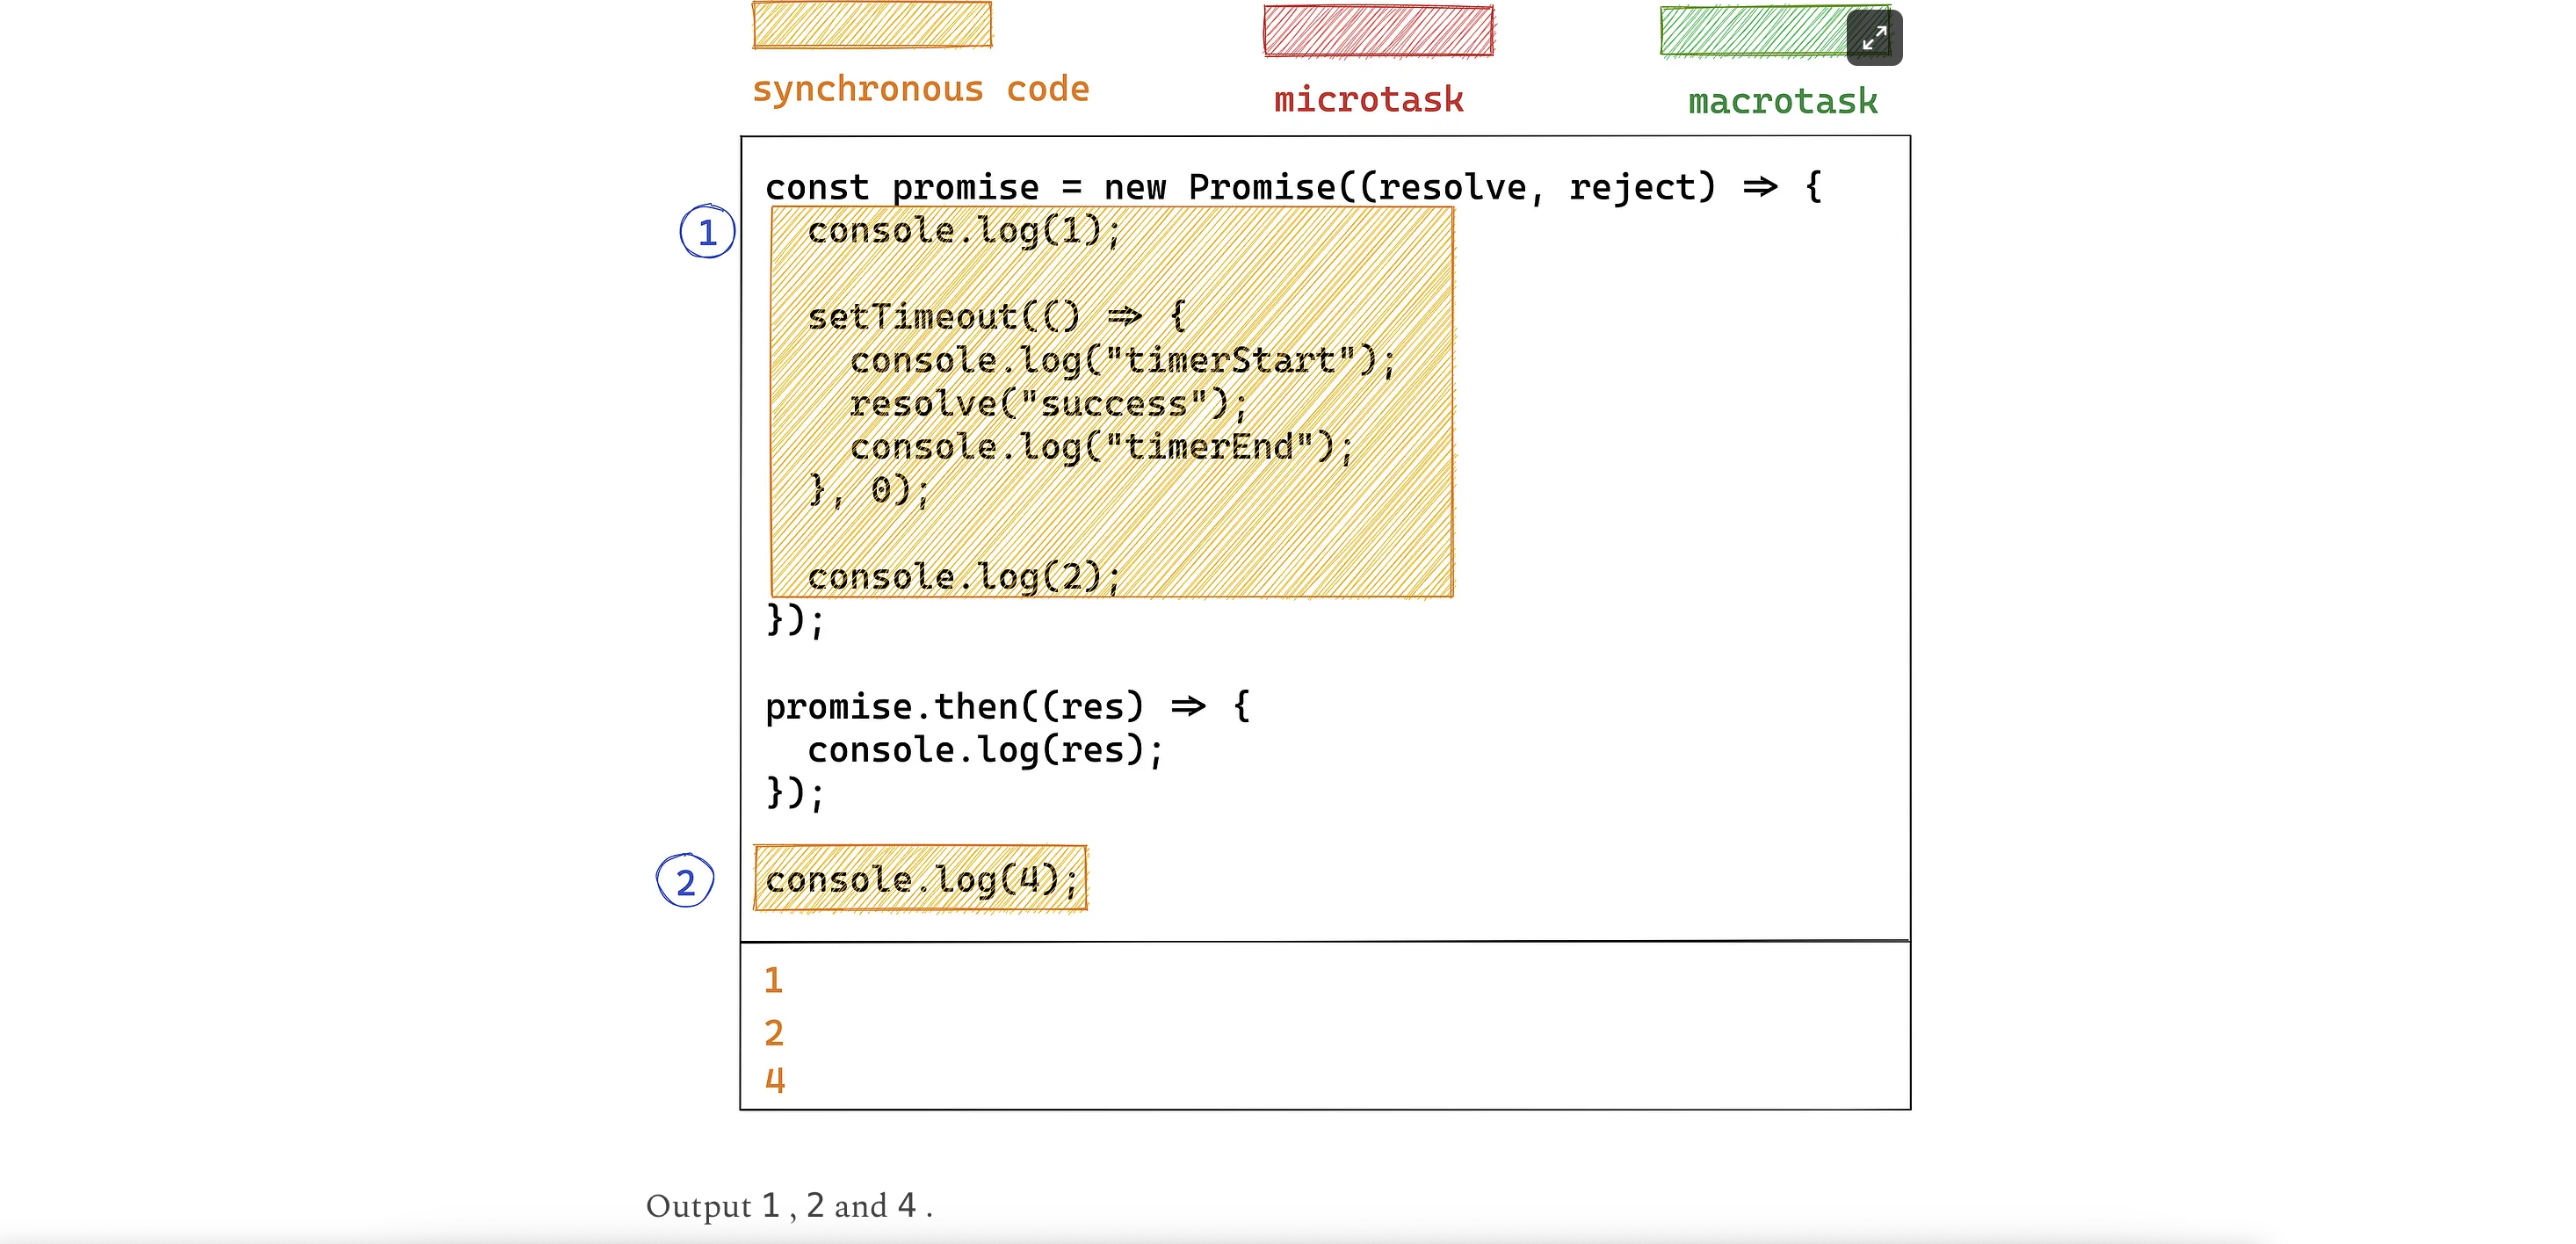 synchronous code
microtask
macrotask
const promise = new Promise((resolve, reject) ⇒ {
1
console.log(1);
setTimeout(() ⇒ {
console.log("timerStart");
resolve("success");
console.log("timerEnd");
}, 0);
console.log(2);
});
promise.then((res) ⇒ {
console.log(res);
});
2
console.log(4);
1
2
4
Output 1 , 2 and 4 .